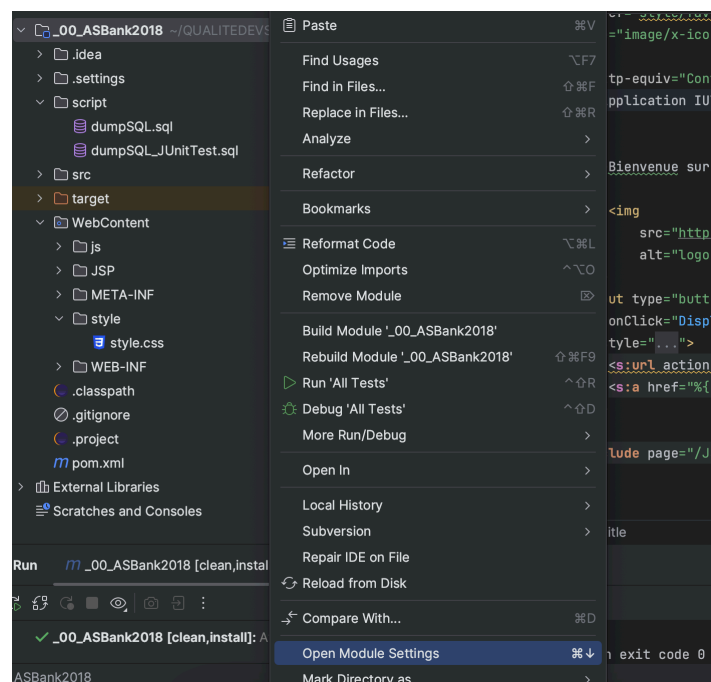 _00_ASBank2018 ~/QUALITEDEVS
.idea
.settings
script
dumpSQL.sql
dumpSQL_JUnitTest.sql
src
target
WebContent
js
JSP
META-INF
style
style.css
WEB-INF
.classpath
.gitignore
.project
m pom.xml
External Libraries
Scratches and Consoles
Run m _00_ASBank2018 [clean,instal
_00_ASBank2018 [clean,install]: A
ASBank2018
Paste ⌘V
Find Usages ⌥F7
Find in Files... ⇧⌘F
Replace in Files... ⇧⌘R
Analyze
Refactor
Bookmarks
Reformat Code ⌥⌘L
Optimize Imports ^⌥O
Remove Module ⌦
Build Module '_00_ASBank2018'
Rebuild Module '_00_ASBank2018' ⇧⌘F9
Run 'All Tests' ^⇧R
Debug 'All Tests' ^⇧D
More Run/Debug
Open In
Local History
Subversion
Repair IDE on File
Reload from Disk
Compare With... ⌘D
Open Module Settings ⌘↓
Mark Directory as
="image/x-ico
tp-equiv="Con
pplication IU
Bienvenue sur
<img
src="http
alt="logo
ut type="butt
onClick="Disp
tyle="...">
<s:url action
<s:a href="%{
lude page="/J
itle
n exit code 0